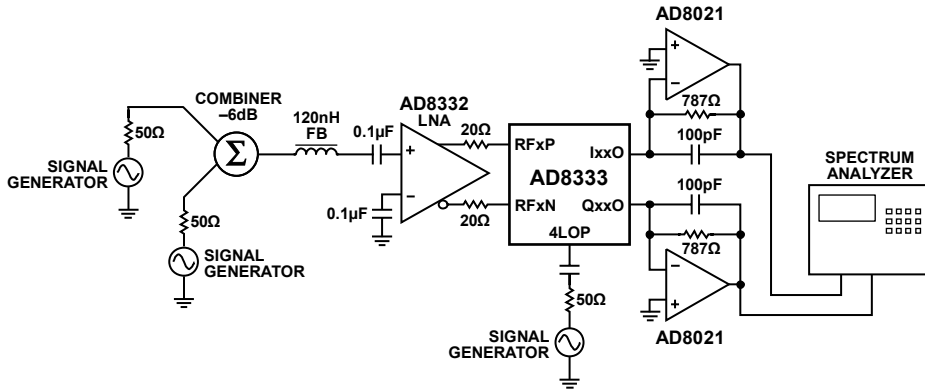 AD8021
COMBINER
–6dB
50Ω
SIGNAL
GENERATOR
Σ
50Ω
SIGNAL
GENERATOR
120nH
FB
0.1µF
0.1µF
AD8332
LNA
+
–
20Ω
20Ω
RFxP
IxxO
AD8333
RFxN
QxxO
4LOP
50Ω
SIGNAL
GENERATOR
+
–
787Ω
100pF
100pF
787Ω
–
+
AD8021
SPECTRUM
ANALYZER